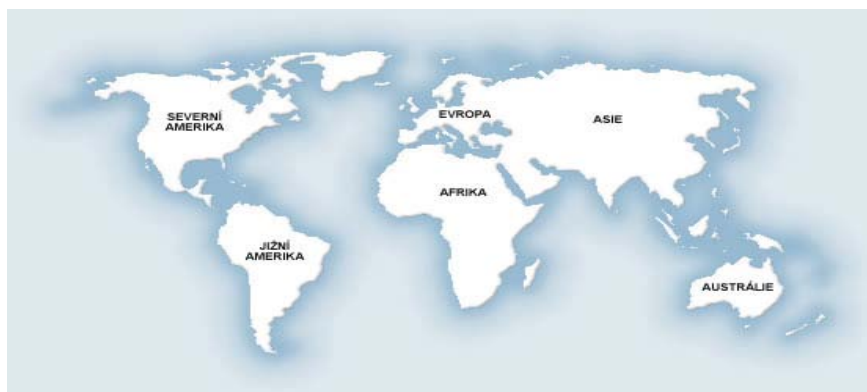 SEVERNÍ
AMERIKA
EVROPA
ASIE
AFRIKA
JIŽNÍ
AMERIKA
AUSTRÁLIE